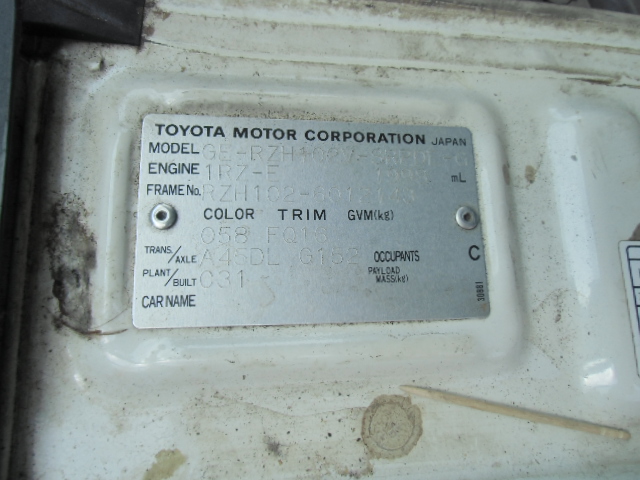 TOYOTA MOTOR CORPORATION JAPAN
MODEL
ENGINE 1RZ-E mL
FRAME No.
COLOR TRIM GVM(kg)
058
TRANS./AXLE A43DL G152 OCCUPANTS C
PLANT/BUILT C31 PAYLOAD MASS(kg)
CAR NAME